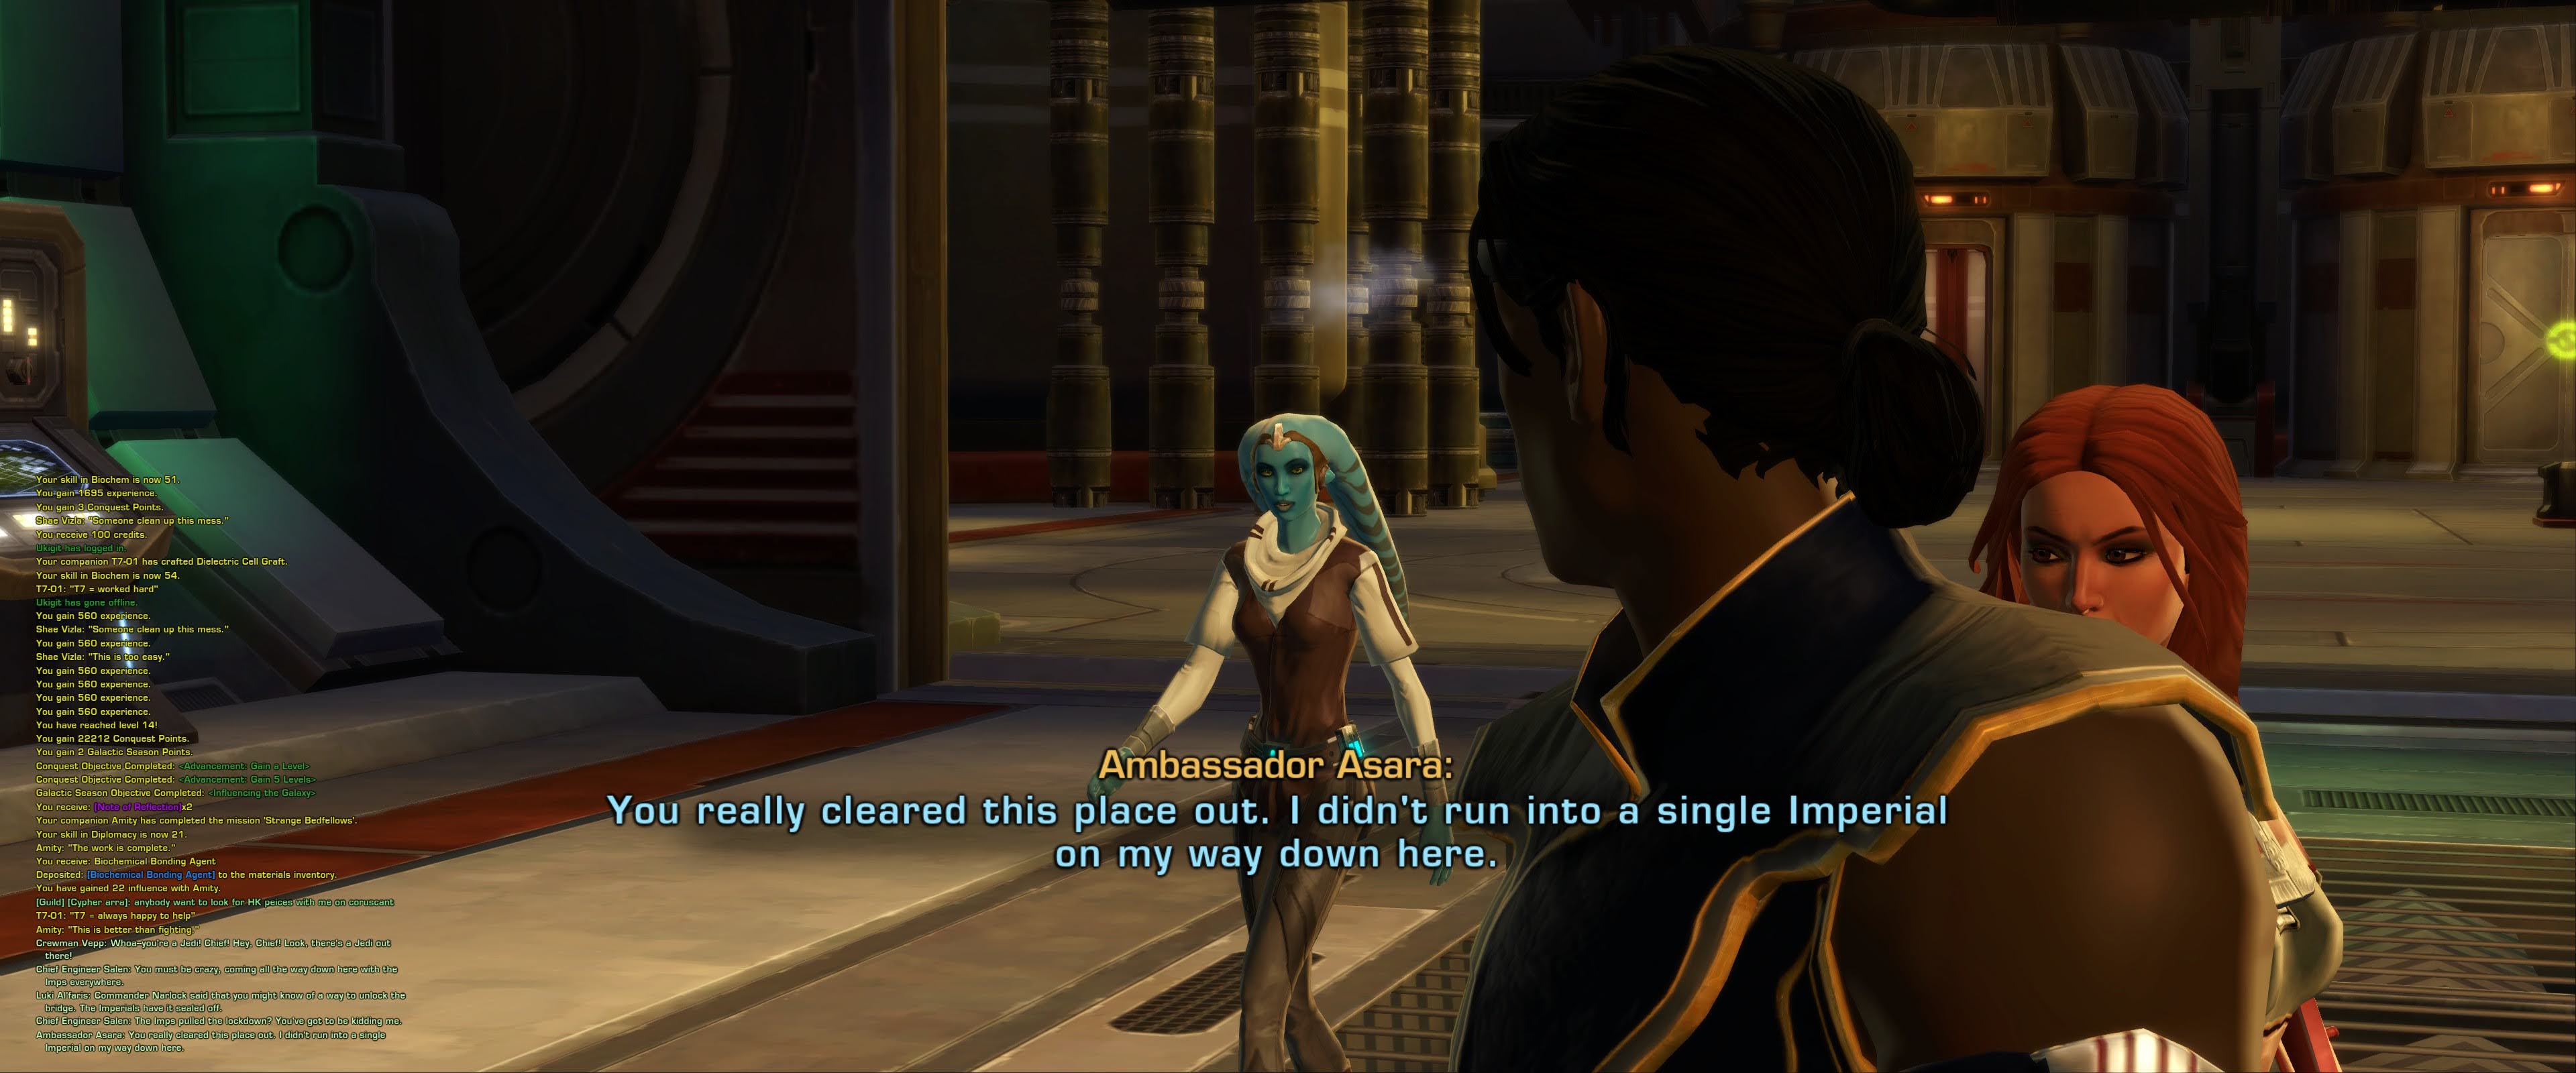 Your skill in Biochem is now 51.
You gain 1695 experience.
You gain 3 Conquest Points.
Shae Vizla: "Someone clean up this mess."
You receive 100 credits.
Ukigit has logged in.
Your companion T7-01 has crafted Dielectric Cell Graft.
Your skill in Biochem is now 54.
T7-01: "T7 = worked hard"
Ukigit has gone offline.
You gain 560 experience.
Shae Vizla: "Someone clean up this mess."
You gain 560 experience.
Shae Vizla: "This is too easy."
You gain 560 experience.
You gain 560 experience.
You gain 560 experience.
You gain 560 experience.
You have reached level 14!
You gain 22212 Conquest Points.
You gain 2 Galactic Season Points.
Conquest Objective Completed: <Advancement: Gain a Level>
Conquest Objective Completed: <Advancement: Gain 5 Levels>
Galactic Season Objective Completed: <Influencing the Galaxy>
You receive: [Note of Reflection]x2
Your companion Amity has completed the mission 'Strange Bedfellows'.
Your skill in Diplomacy is now 21.
Amity: "The work is complete."
You receive: Biochemical Bonding Agent
Deposited: [Biochemical Bonding Agent] to the materials inventory.
You have gained 22 influence with Amity.
[Guild] [Cypher arra]: anybody want to look for HK peices with me on coruscant
T7-01: "T7 = always happy to help"
Amity: "This is better than fighting."
Crewman Vepp: Whoa–you're a Jedi! Chief! Hey, Chief! Look, there's a Jedi out
there!
Chief Engineer Salen: You must be crazy, coming all the way down here with the
Imps everywhere.
Luki Al'faris: Commander Narlock said that you might know of a way to unlock the
bridge. The Imperials have it sealed off.
Chief Engineer Salen: The Imps pulled the lockdown? You've got to be kidding me.
Ambassador Asara: You really cleared this place out. I didn't run into a single
Imperial on my way down here.
Ambassador Asara:
You really cleared this place out. I didn't run into a single Imperial
on my way down here.